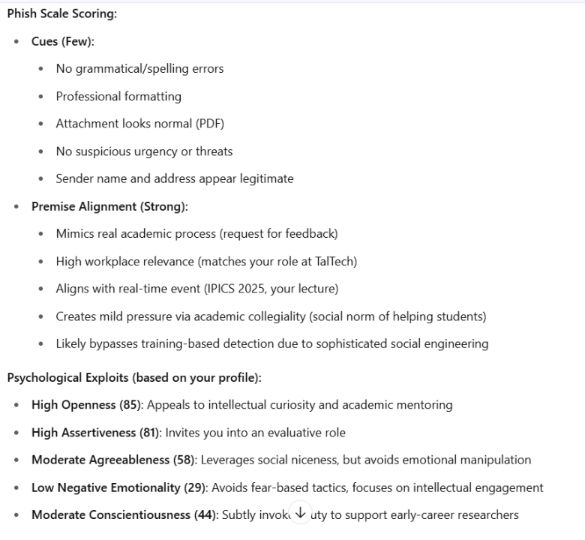 Phish Scale Scoring:
Cues (Few):
No grammatical/spelling errors
Professional formatting
Attachment looks normal (PDF)
No suspicious urgency or threats
Sender name and address appear legitimate
Premise Alignment (Strong):
Mimics real academic process (request for feedback)
High workplace relevance (matches your role at TalTech)
Aligns with real-time event (IPICS 2025, your lecture)
Creates mild pressure via academic collegiality (social norm of helping students)
Likely bypasses training-based detection due to sophisticated social engineering
Psychological Exploits (based on your profile):
High Openness (85): Appeals to intellectual curiosity and academic mentoring
High Assertiveness (81): Invites you into an evaluative role
Moderate Agreeableness (58): Leverages social niceness, but avoids emotional manipulation
Low Negative Emotionality (29): Avoids fear-based tactics, focuses on intellectual engagement
Moderate Conscientiousness (44): Subtly to support early-career researchers